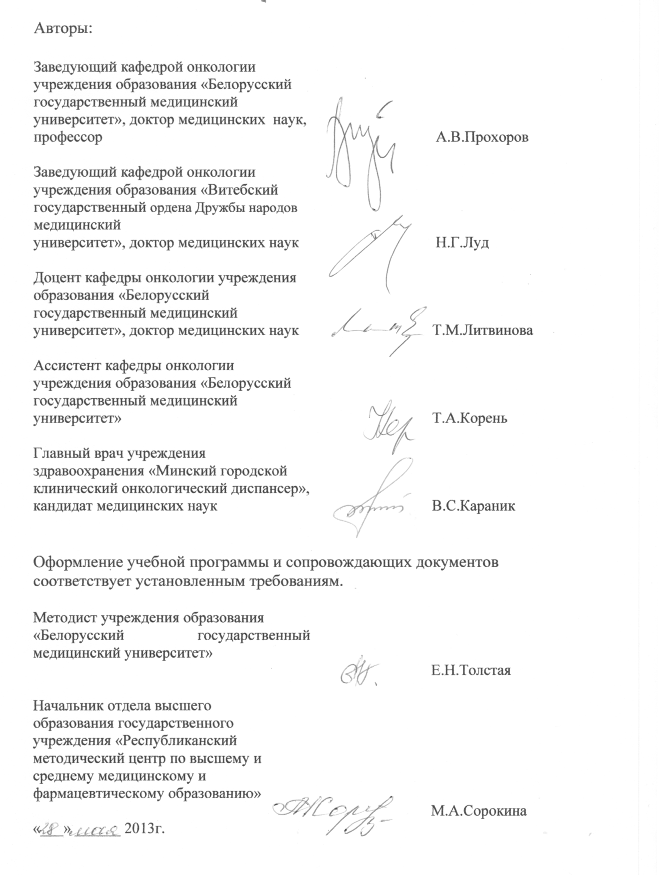 Авторы:
Заведующий кафедрой онкологии
учреждения образования «Белорусский
государственный медицинский
университет», доктор медицинских наук,
профессор А.В.Прохоров
Заведующий кафедрой онкологии
учреждения образования «Витебский
государственный ордена Дружбы народов
медицинский
университет», доктор медицинских наук Н.Г.Луд
Доцент кафедры онкологии учреждения
образования «Белорусский
государственный медицинский
университет», доктор медицинских наук Т.М.Литвинова
Ассистент кафедры онкологии
учреждения образования «Белорусский
государственный медицинский
университет» Т.А.Корень
Главный врач учреждения
здравоохранения «Минский городской
клинический онкологический диспансер»,
кандидат медицинских наук В.С.Караник
Оформление учебной программы и сопровождающих документов
соответствует установленным требованиям.
Методист учреждения образования
«Белорусский государственный
медицинский университет»
Е.Н.Толстая
Начальник отдела высшего
образования государственного
учреждения «Республиканский
методический центр по высшему и
среднему медицинскому и
фармацевтическому образованию»
М.А.Сорокина
«28» мая 2013г.